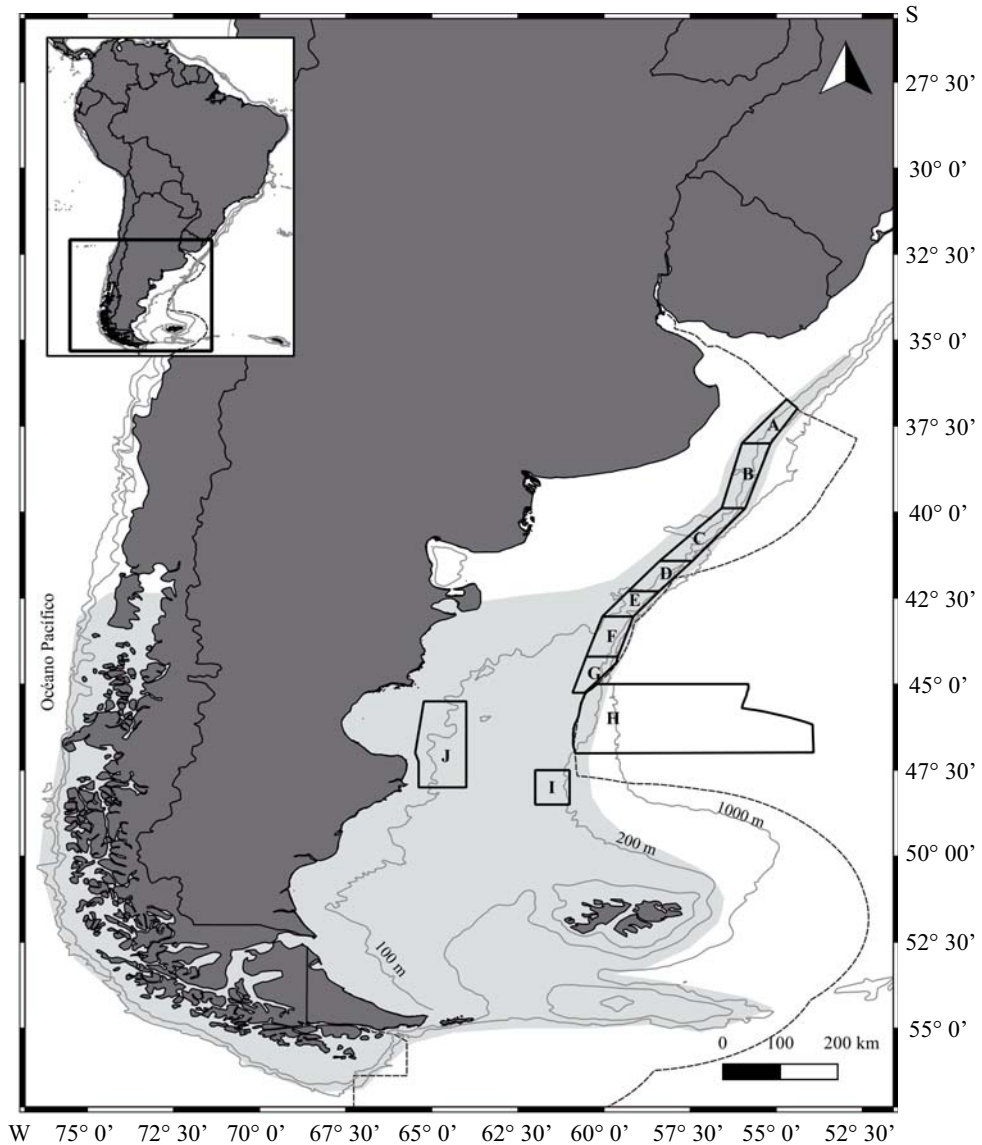 S
27° 30’
30° 0’
32° 30’
35° 0’
37° 30’
40° 0’
42° 30’
45° 0’
47° 30’
50° 00’
52° 30’
55° 0’
A
B
C
D
E
F
G
H
I
J
Océano Pacífico
1000 m
200 m
100 m
0 100 200 km
W 75° 0’ 72° 30’ 70° 0’ 67° 30’ 65° 0’ 62° 30’ 60° 0’ 57° 30’ 55° 0’ 52° 30’